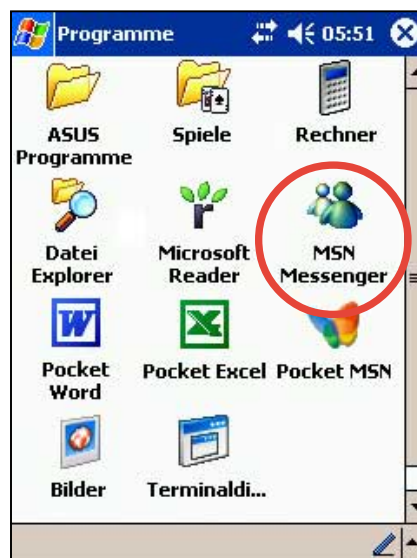 Programme 05:51
ASUS Programme Spiele Rechner
Datei Explorer Microsoft Reader MSN Messenger
Pocket Word Pocket Excel Pocket MSN
Bilder Terminaldi...